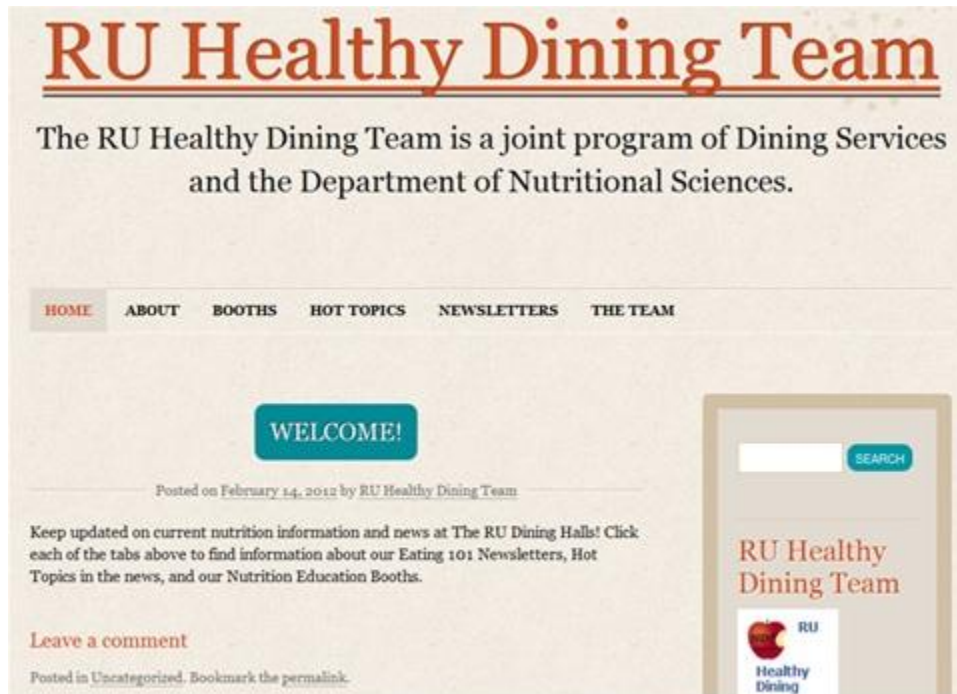 RU Healthy Dining Team
The RU Healthy Dining Team is a joint program of Dining Services
and the Department of Nutritional Sciences.
HOME ABOUT BOOTHS HOT TOPICS NEWSLETTERS THE TEAM
WELCOME!
Posted on February 14, 2012 by RU Healthy Dining Team
Keep updated on current nutrition information and news at The RU Dining Halls! Click
each of the tabs above to find information about our Eating 101 Newsletters, Hot
Topics in the news, and our Nutrition Education Booths.
Leave a comment
Posted in Uncategorized. Bookmark the permalink.
SEARCH
RU Healthy
Dining Team
RU
Healthy
Dining